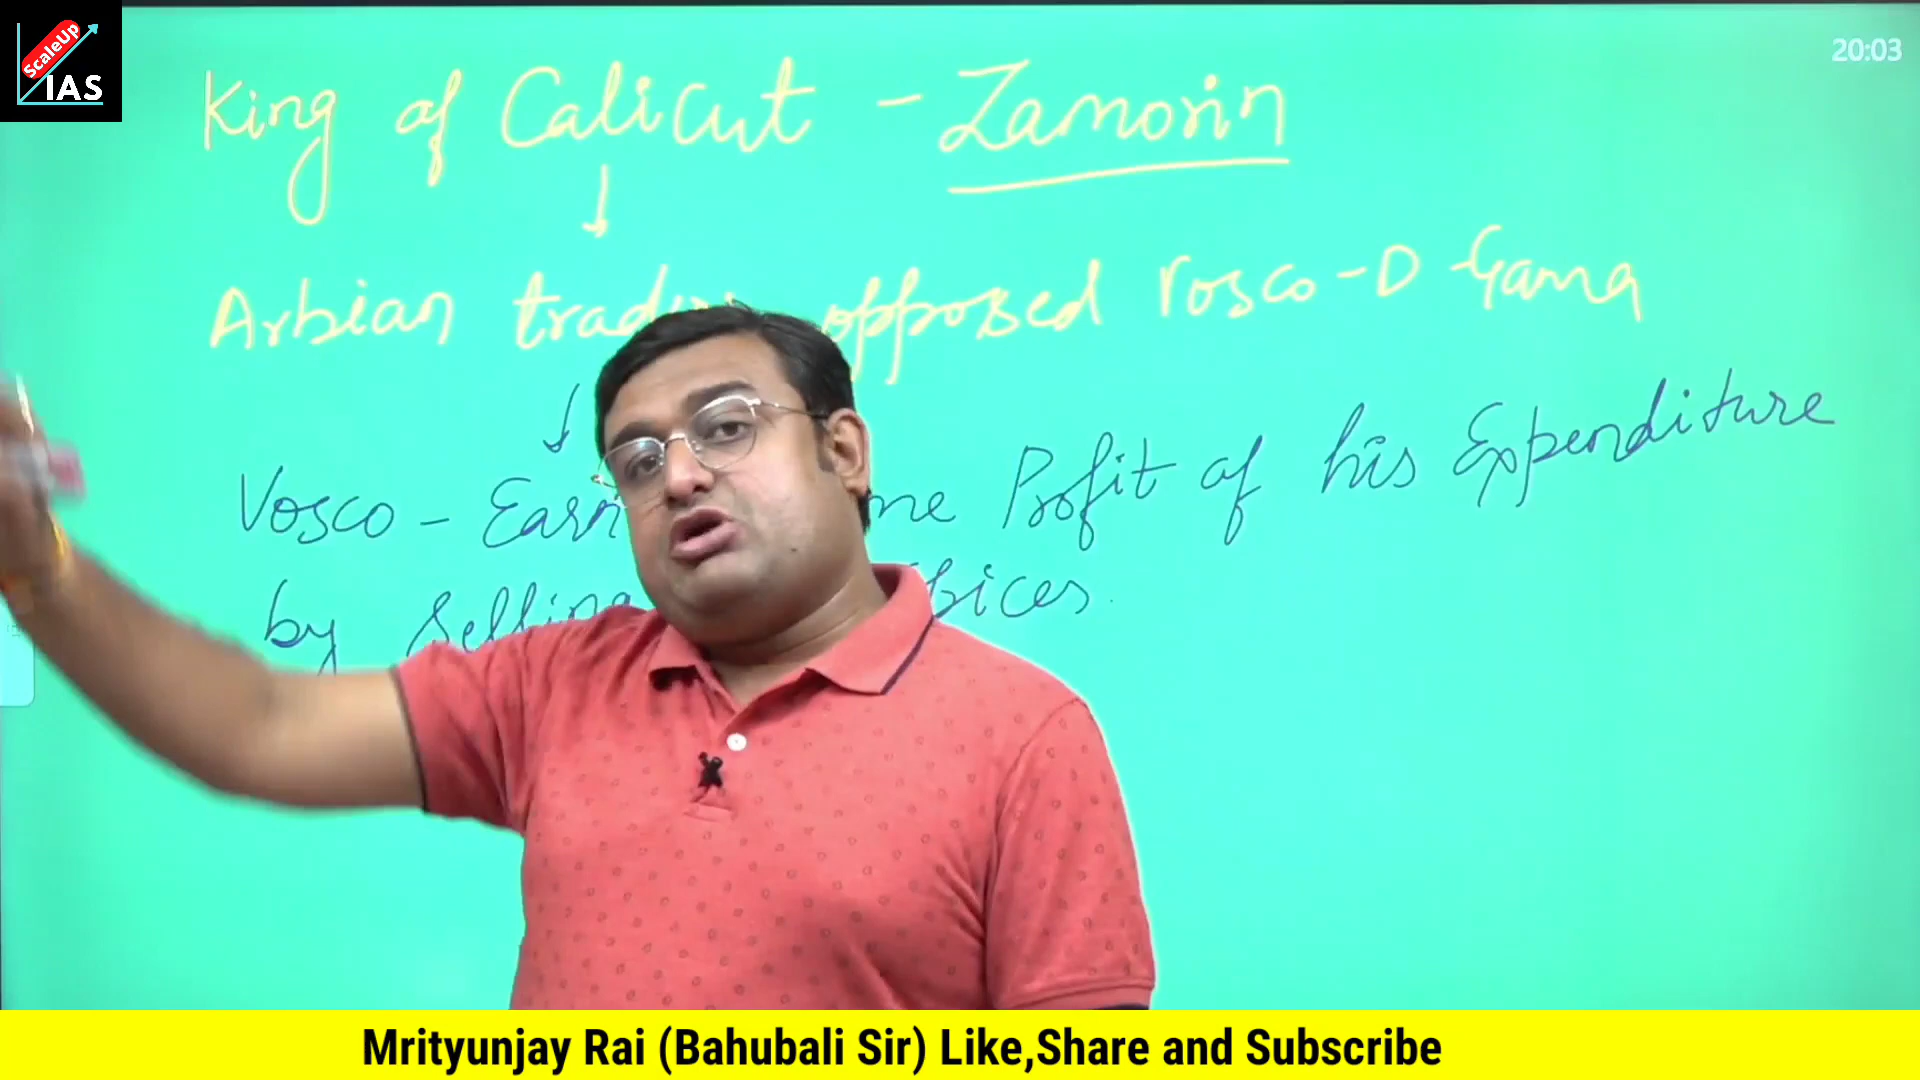 ScaleUp
IAS
20:03
King of Calicut - Zamorin
Arbian opposed Vosco-D-Gama
Vosco - Profit of his Expenditure
by
Mrityunjay Rai (Bahubali Sir) Like,Share and Subscribe